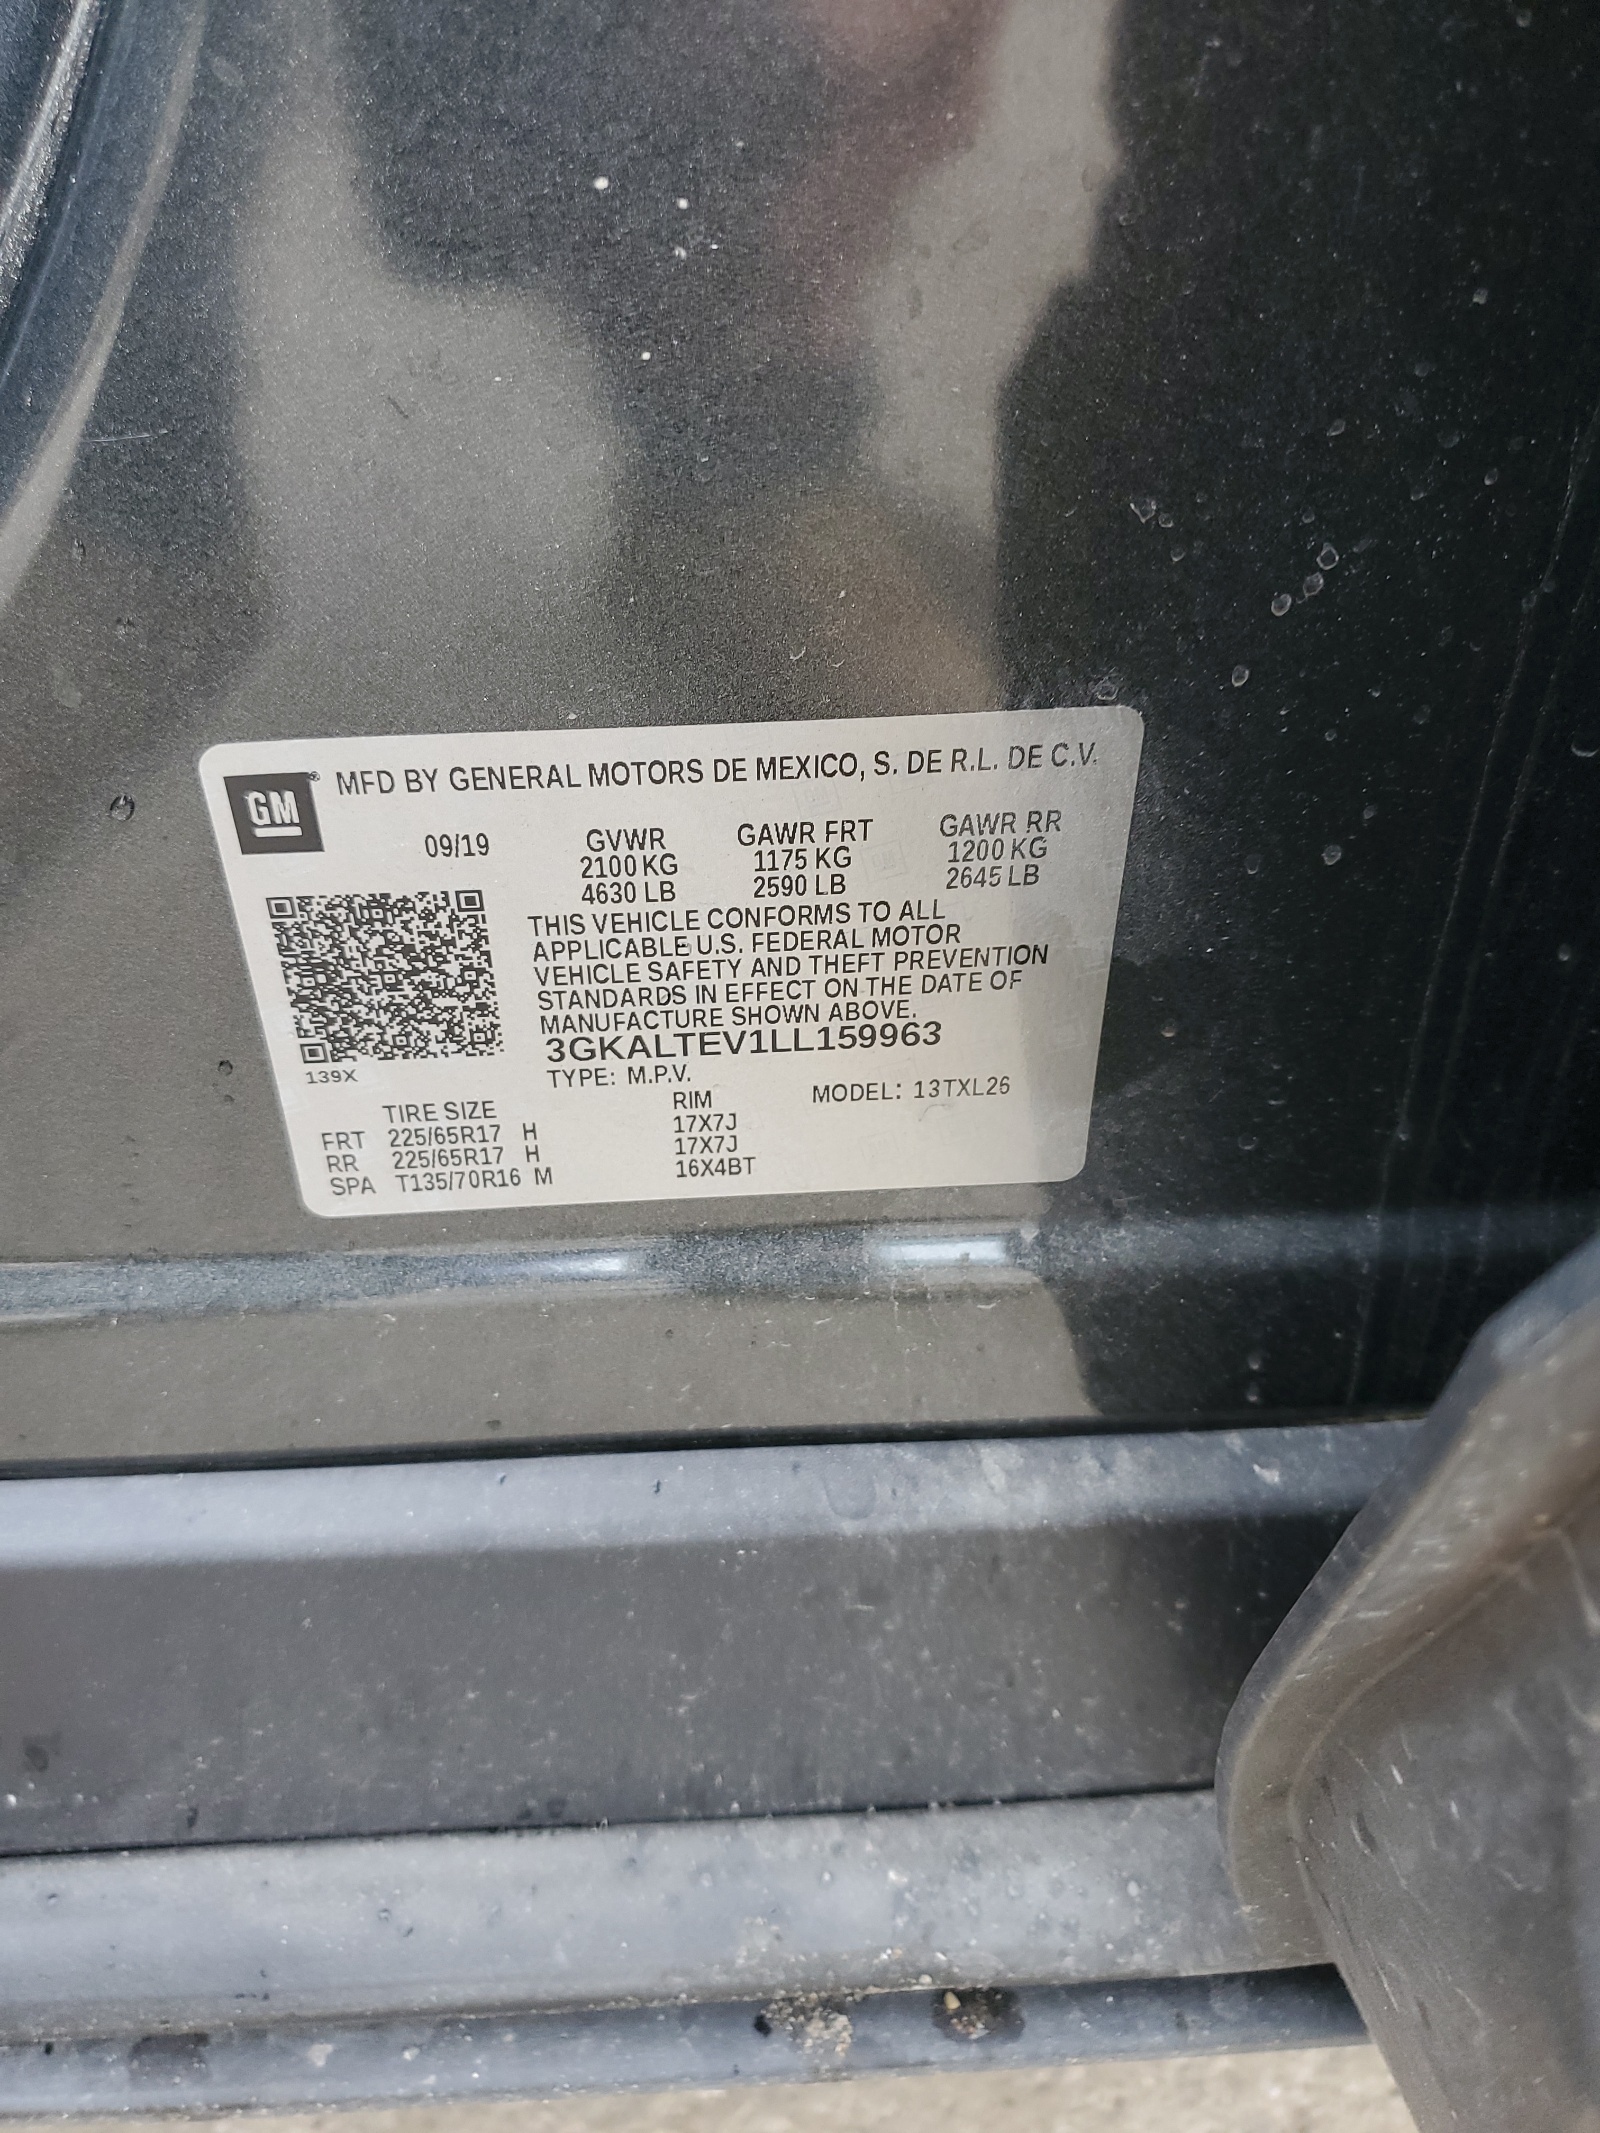 GM
MFD BY GENERAL MOTORS DE MEXICO, S. DE R.L. DE C.V.
09/19 GVWR GAWR FRT GAWR RR
2100 KG 1175 KG 1200 KG
4630 LB 2590 LB 2645 LB
THIS VEHICLE CONFORMS TO ALL
APPLICABLE U.S. FEDERAL MOTOR
VEHICLE SAFETY AND THEFT PREVENTION
STANDARDS IN EFFECT ON THE DATE OF
MANUFACTURE SHOWN ABOVE.
3GKALTEV1LL159963
139X
TYPE: M.P.V. MODEL: 13TXL26
TIRE SIZE RIM
FRT 225/65R17 H 17X7J
RR 225/65R17 H 17X7J
SPA T135/70R16 M 16X4BT